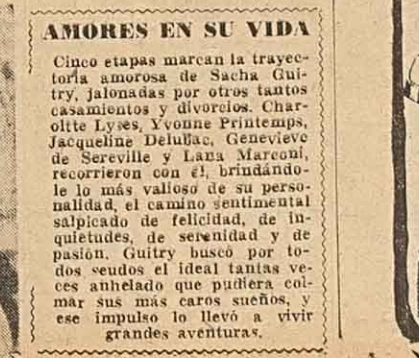 AMORES EN SU VIDA
Cinco etapas marcan la trayec-
toria amorosa de Sacha Gui-
try, jalonadas por otros tantos
casamientos y divorcios. Char-
oltte Lyses, Yvonne Printemps,
Jacqueline Delubac, Genevieve
de Sereville y Lana Marconi,
recorrieron con él, brindándo-
le lo más valioso de su perso-
nalidad, el camino sentimental
salpicado de felicidad, de in-
quietudes, de serenidad y de
pasión. Guitry buscó por to-
dos seudos el ideal tantas ve-
ces anhelado que pudiera col-
mar sus más caros sueños, y
ese impulso lo llevó a vivir
grandes aventuras.